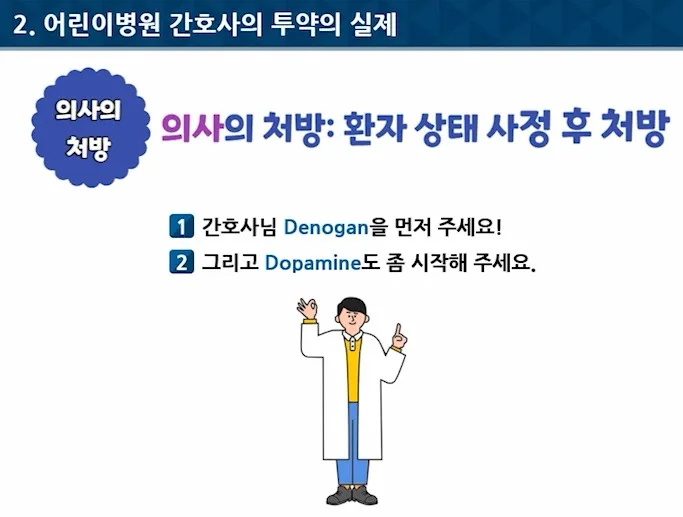 2. 어린이병원 간호사의 투약의 실제
의사의
처방
의사의 처방: 환자 상태 사정 후 처방
1 간호사님 Denogan을 먼저 주세요!
2 그리고 Dopamine도 좀 시작해 주세요.